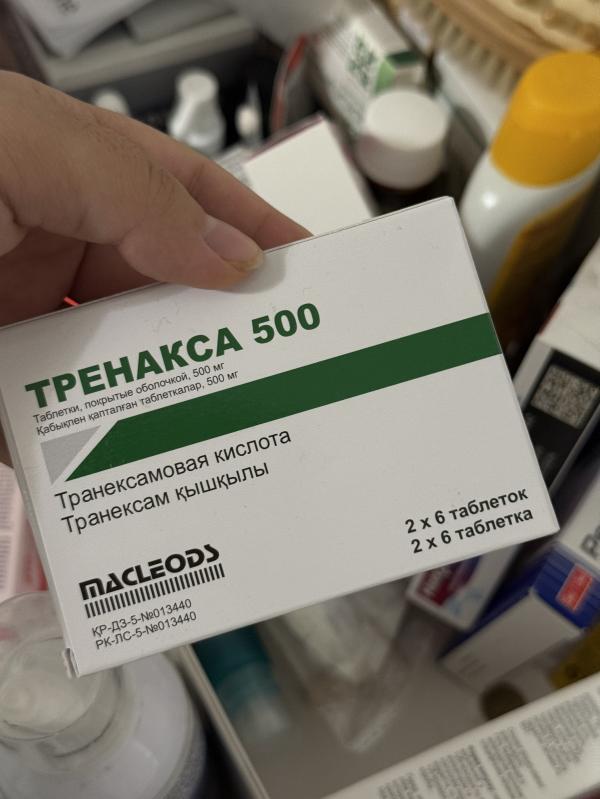 ТРЕНАКСА 500
Таблетки, покрытые оболочкой, 500 мг
Қабықпен қапталған таблеткалар, 500 мг
Транексамовая кислота
Транексам қышқылы
2 x 6 таблеток
2 x 6 таблетка
MACLEODS
ҚР-ДЗ-5-№013440
РК-ЛС-5-№013440